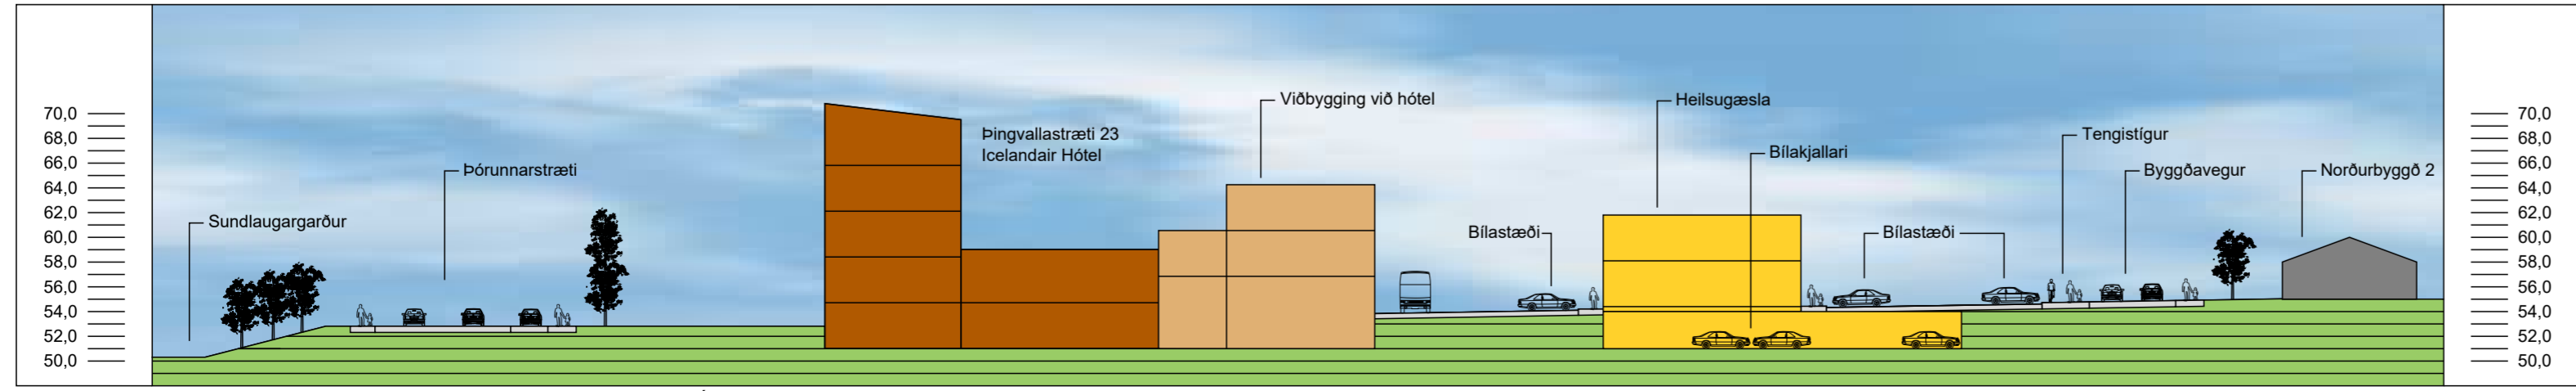 70,0
68,0
66,0
64,0
62,0
60,0
58,0
56,0
54,0
52,0
50,0
Sundlaugargarður
Þórunnarstræti
Þingvallastræti 23
Icelandair Hótel
Viðbygging við hótel
Bílastæði
Heilsugæsla
Bílakjallari
Bílastæði
Tengistígur
Byggðavegur
Norðurbyggð 2
70,0
68,0
66,0
64,0
62,0
60,0
58,0
56,0
54,0
52,0
50,0